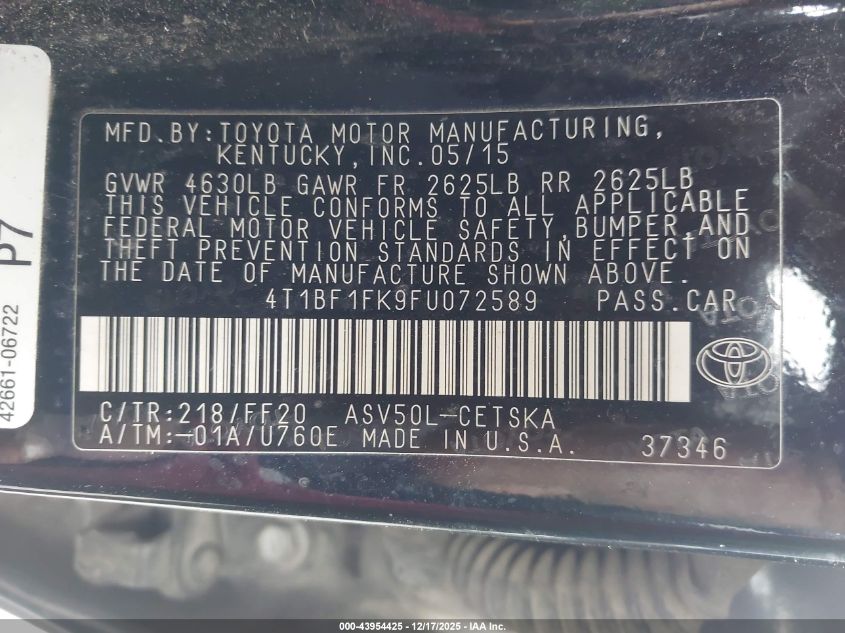 MFD.BY:TOYOTA MOTOR MANUFACTURING,
KENTUCKY,INC.05/15
GVWR 4630LB GAWR FR 2625LB RR 2625LB
THIS VEHICLE CONFORMS TO ALL APPLICABLE
FEDERAL MOTOR VEHICLE SAFETY,BUMPER,AND
THEFT PREVENTION STANDARDS IN EFFECT ON
THE DATE OF MANUFACTURE SHOWN ABOVE.
4T1BF1FK9FU072589 PASS.CAR
C/TR:218/FF20 ASV50L-CETSKA
A/TM:-01A/U760E MADE IN U.S.A. 37346
P7
42661-06722
000-43954425 - 12/17/2025 - IAA Inc.